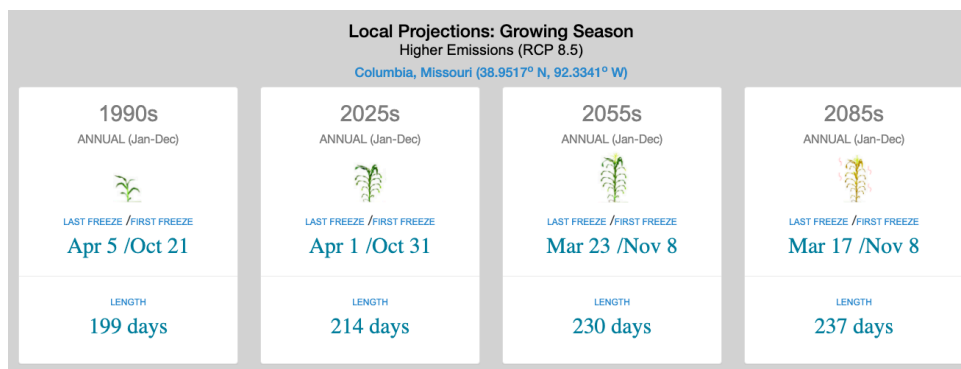 Local Projections: Growing Season
Higher Emissions (RCP 8.5)
Columbia, Missouri (38.9517° N, 92.3341° W)
1990s
ANNUAL (Jan-Dec)
LAST FREEZE /FIRST FREEZE
Apr 5 /Oct 21
LENGTH
199 days
2025s
ANNUAL (Jan-Dec)
LAST FREEZE /FIRST FREEZE
Apr 1 /Oct 31
LENGTH
214 days
2055s
ANNUAL (Jan-Dec)
LAST FREEZE /FIRST FREEZE
Mar 23 /Nov 8
LENGTH
230 days
2085s
ANNUAL (Jan-Dec)
LAST FREEZE /FIRST FREEZE
Mar 17 /Nov 8
LENGTH
237 days